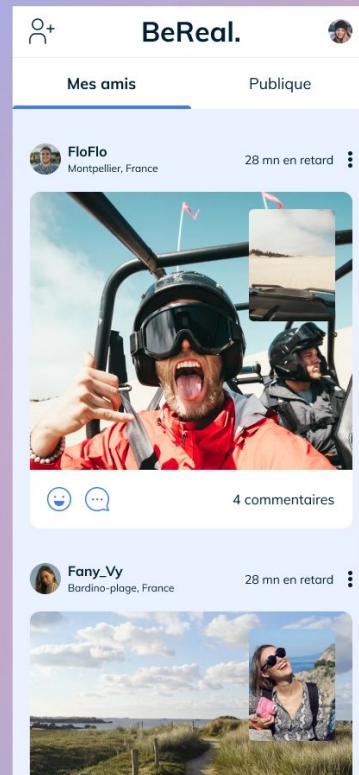 BeReal.
Mes amis
Publique
FloFlo
Montpellier, France
28 mn en retard
4 commentaires
Fany_Vy
Bardino-plage, France
28 mn en retard